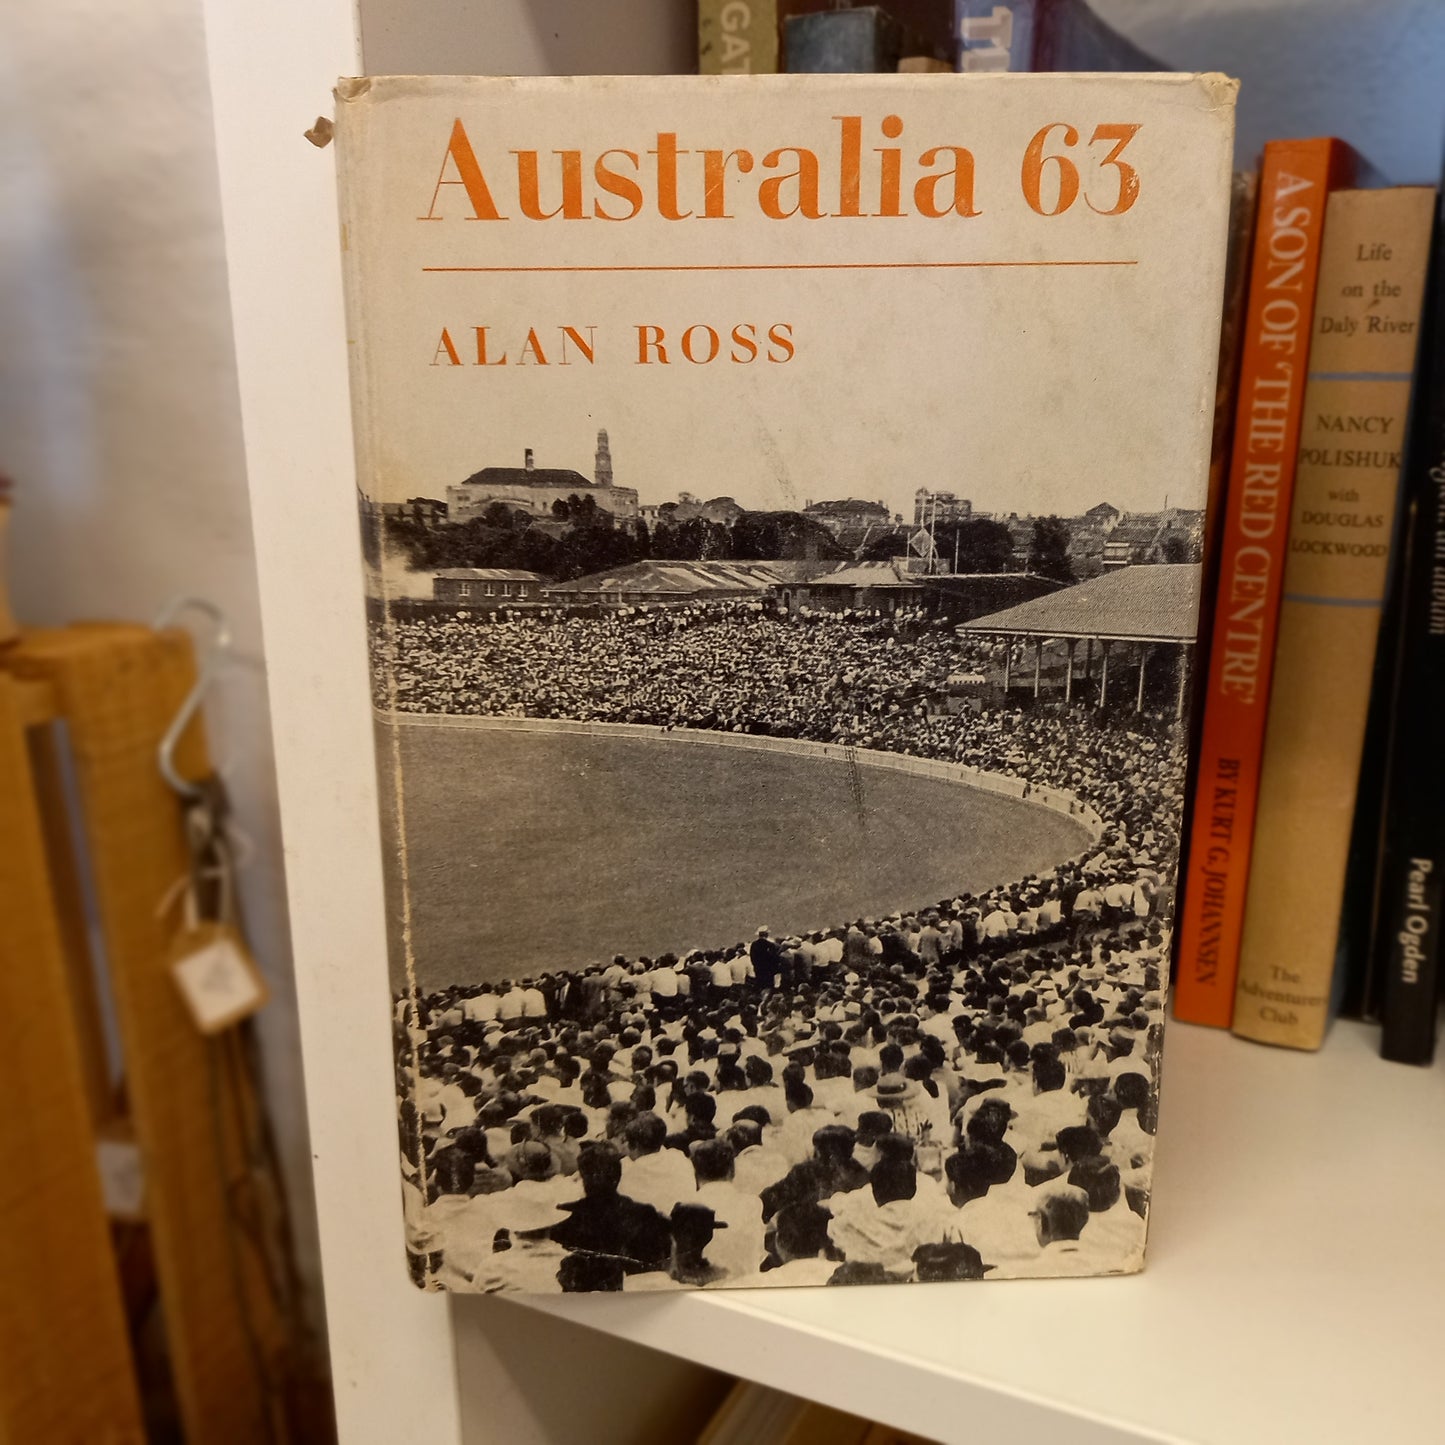 Australia 63
ALAN ROSS
GAT
A SON OF 'THE RED CENTRE'
BY KURT G. JOHANNSEN
Life
on the
Daly River
NANCY
POLISHUK
with
DOUGLAS
LOCKWOOD
The
Adventurers
Club
Pearl Ogden